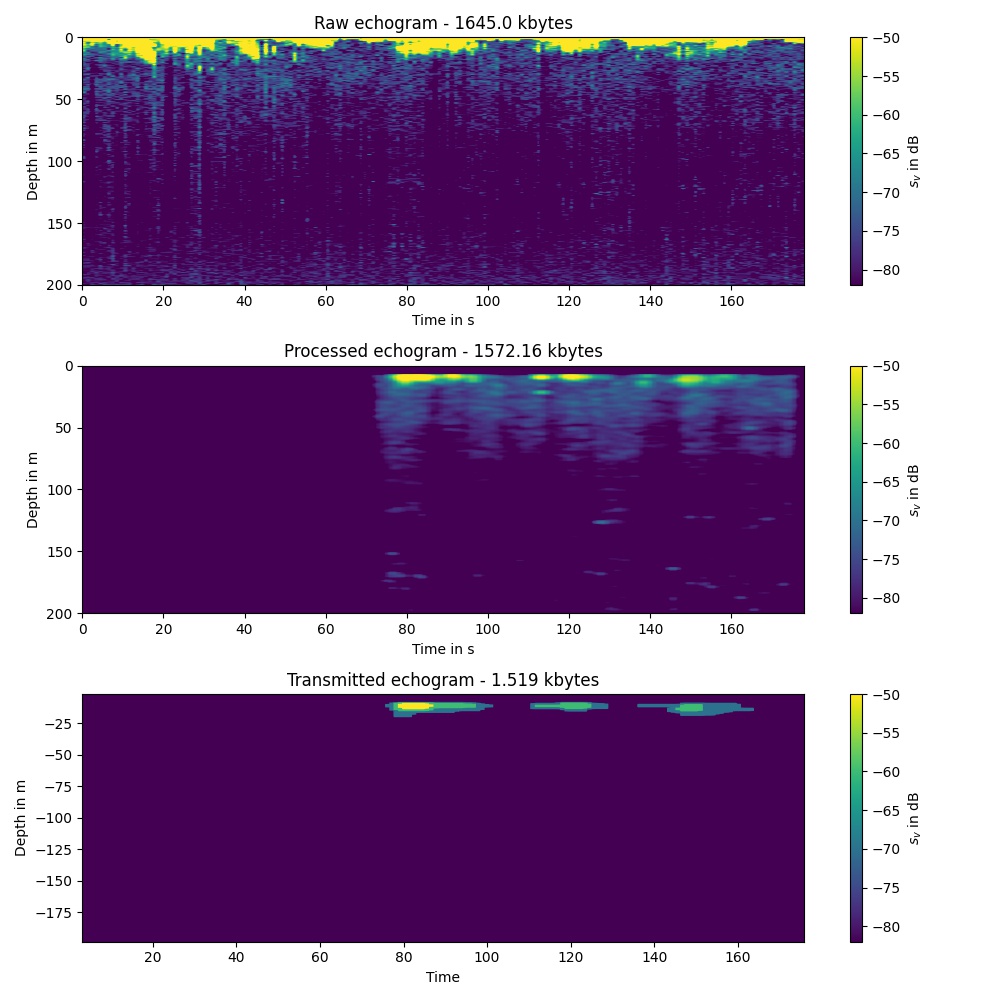 Raw echogram - 1645.0 kbytes
0
50
100
150
200
Depth in m
0 20 40 60 80 100 120 140 160
Time in s
−50
−55
−60
−65
−70
−75
−80
sv in dB
Processed echogram - 1572.16 kbytes
0
50
100
150
200
Depth in m
0 20 40 60 80 100 120 140 160
Time in s
−50
−55
−60
−65
−70
−75
−80
sv in dB
Transmitted echogram - 1.519 kbytes
−25
−50
−75
−100
−125
−150
−175
Depth in m
20 40 60 80 100 120 140 160
Time
−50
−55
−60
−65
−70
−75
−80
sv in dB